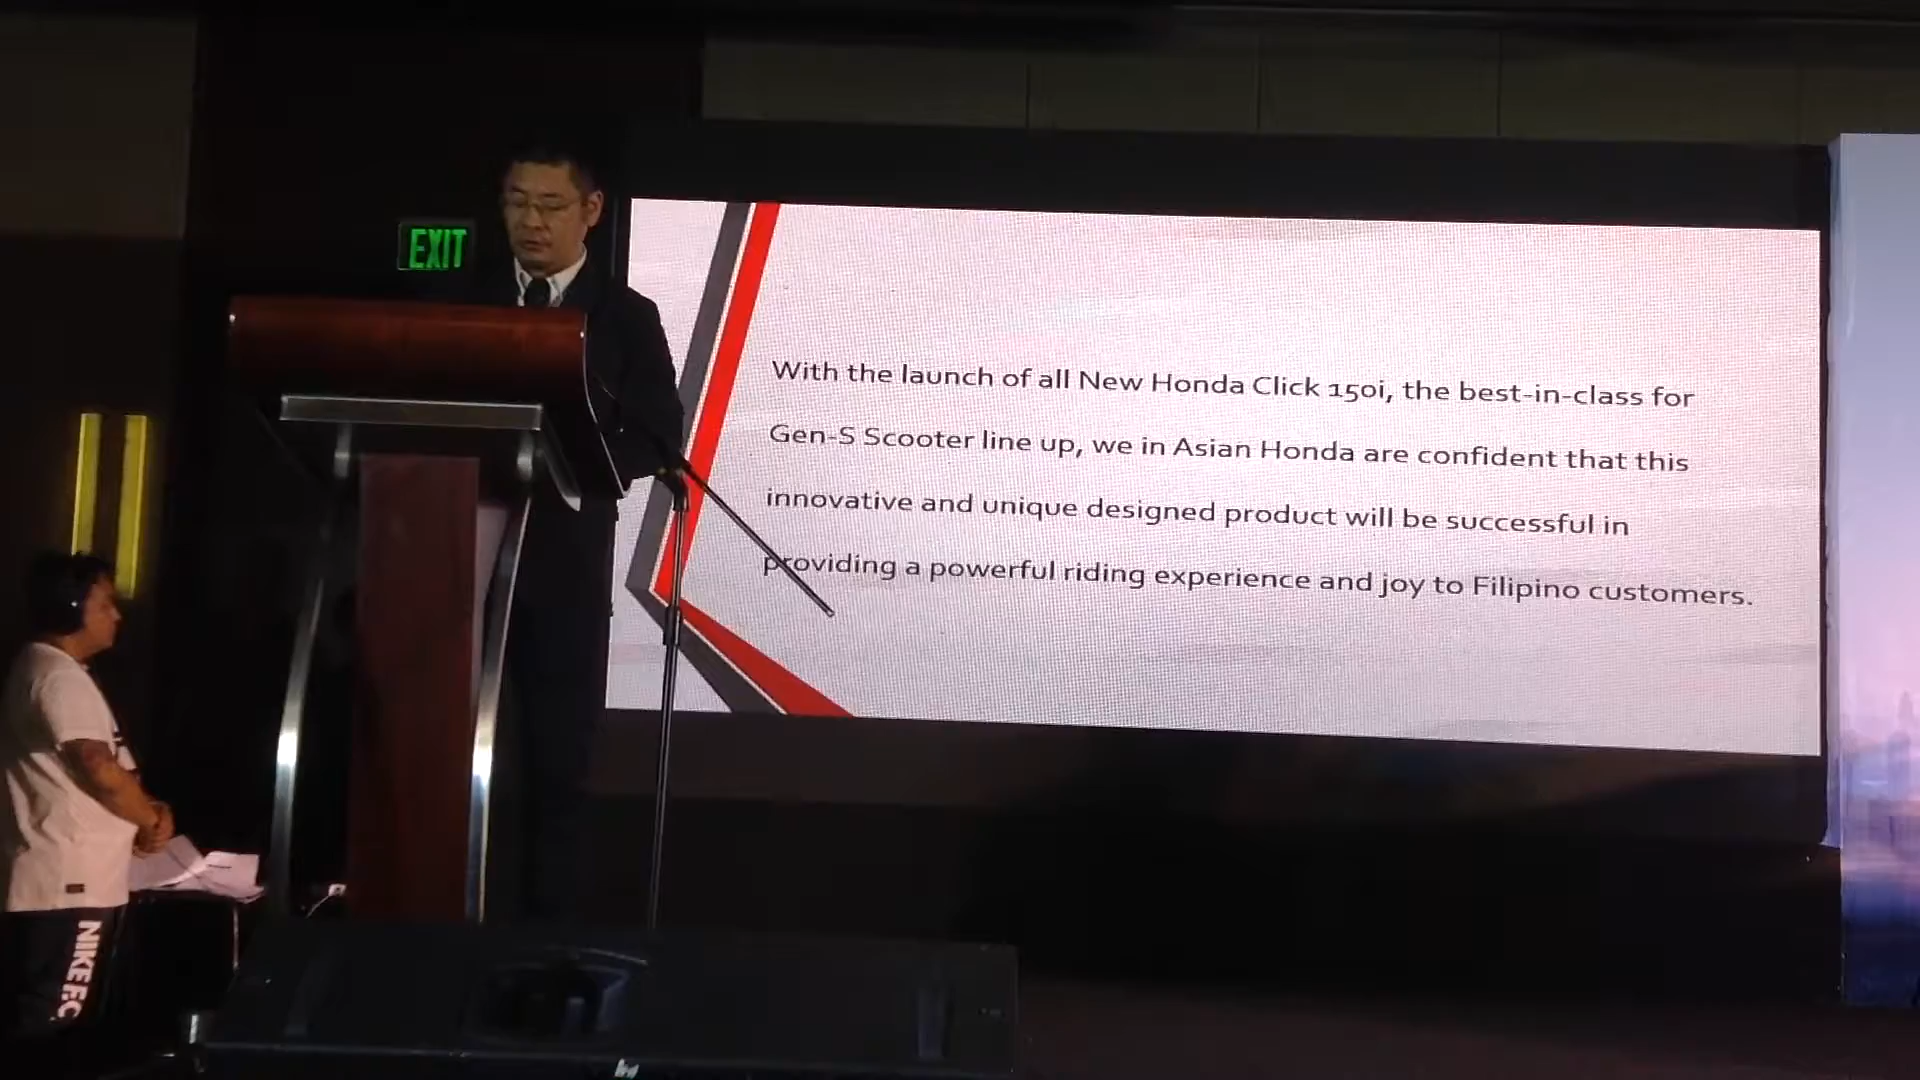 EXIT
With the launch of all New Honda Click 150i, the best-in-class for
Gen-S Scooter line up, we in Asian Honda are confident that this
innovative and unique designed product will be successful in
providing a powerful riding experience and joy to Filipino customers.
NIKE F.C.